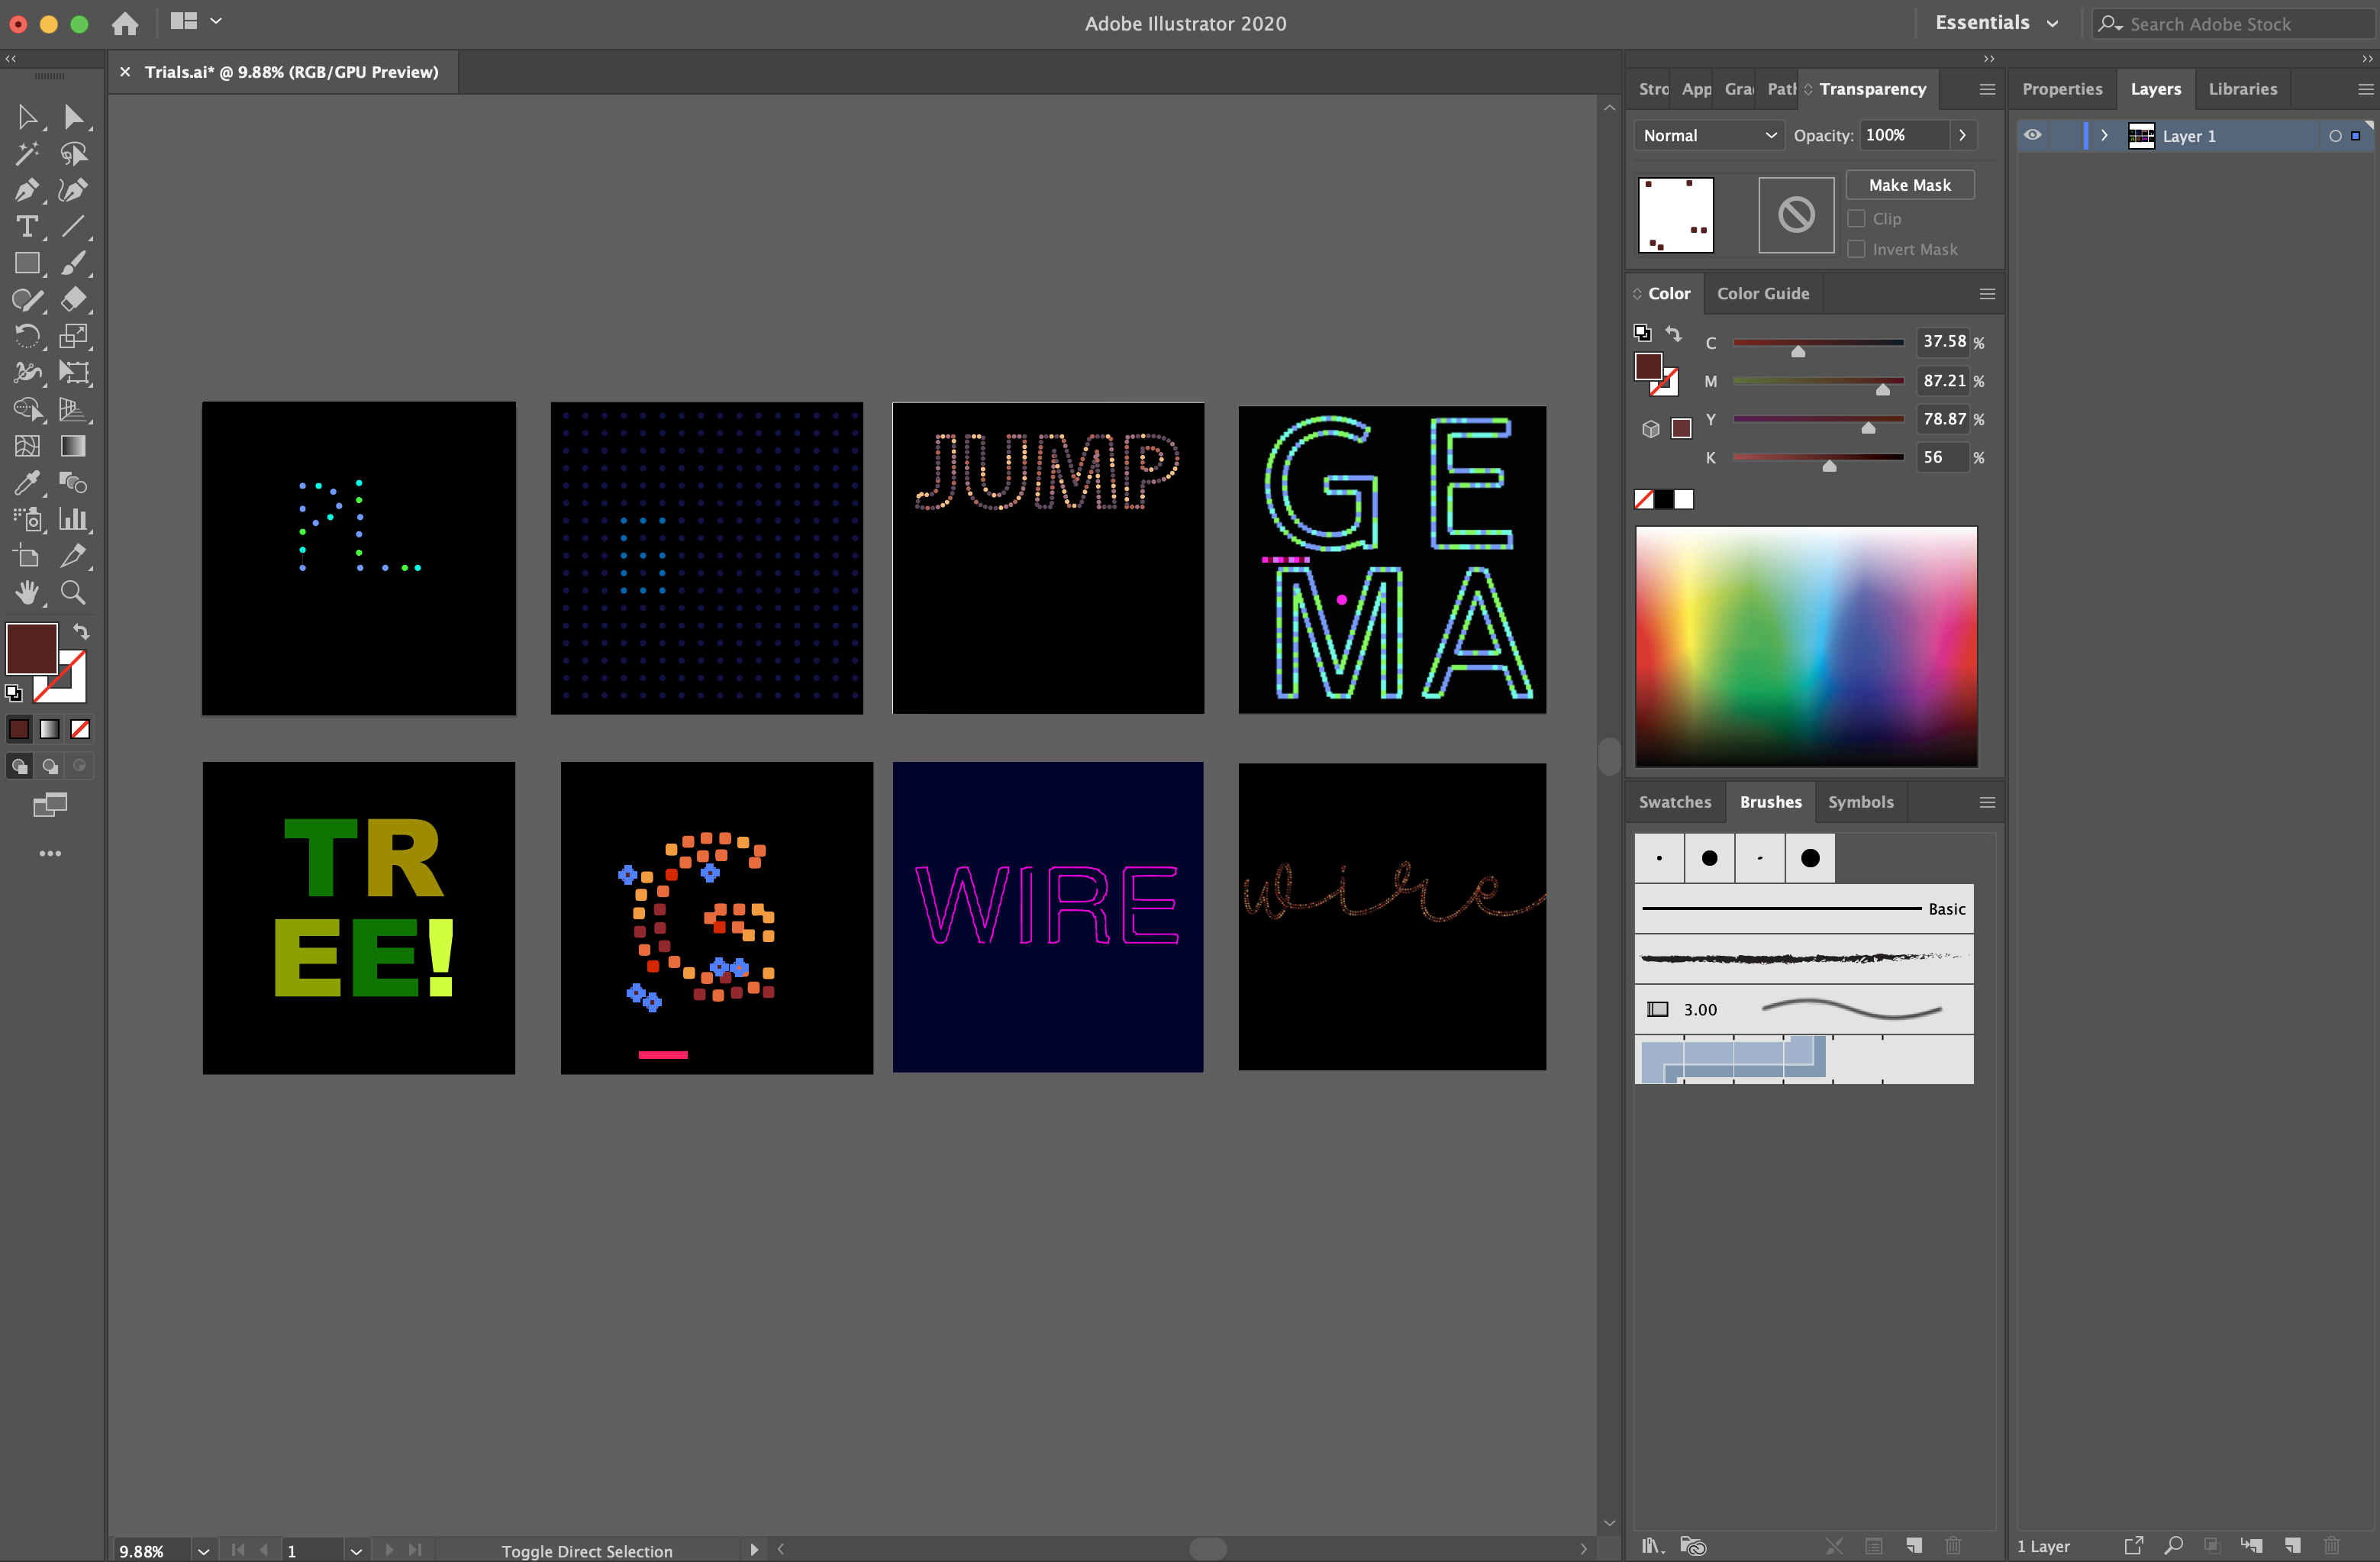 Adobe Illustrator 2020
Essentials
Search Adobe Stock
Trials.ai* @ 9.88% (RGB/GPU Preview)
Stro App Gra Path Transparency
Properties Layers Libraries
Normal Opacity: 100%
Layer 1
Make Mask
Clip
Invert Mask
Color Color Guide
C 37.58 %
M 87.21 %
Y 78.87 %
K 56 %
JUMP
GE
MA
TR
EE!
G
WIRE
wire
Swatches Brushes Symbols
Basic
3.00
9.88% 1 Toggle Direct Selection
1 Layer